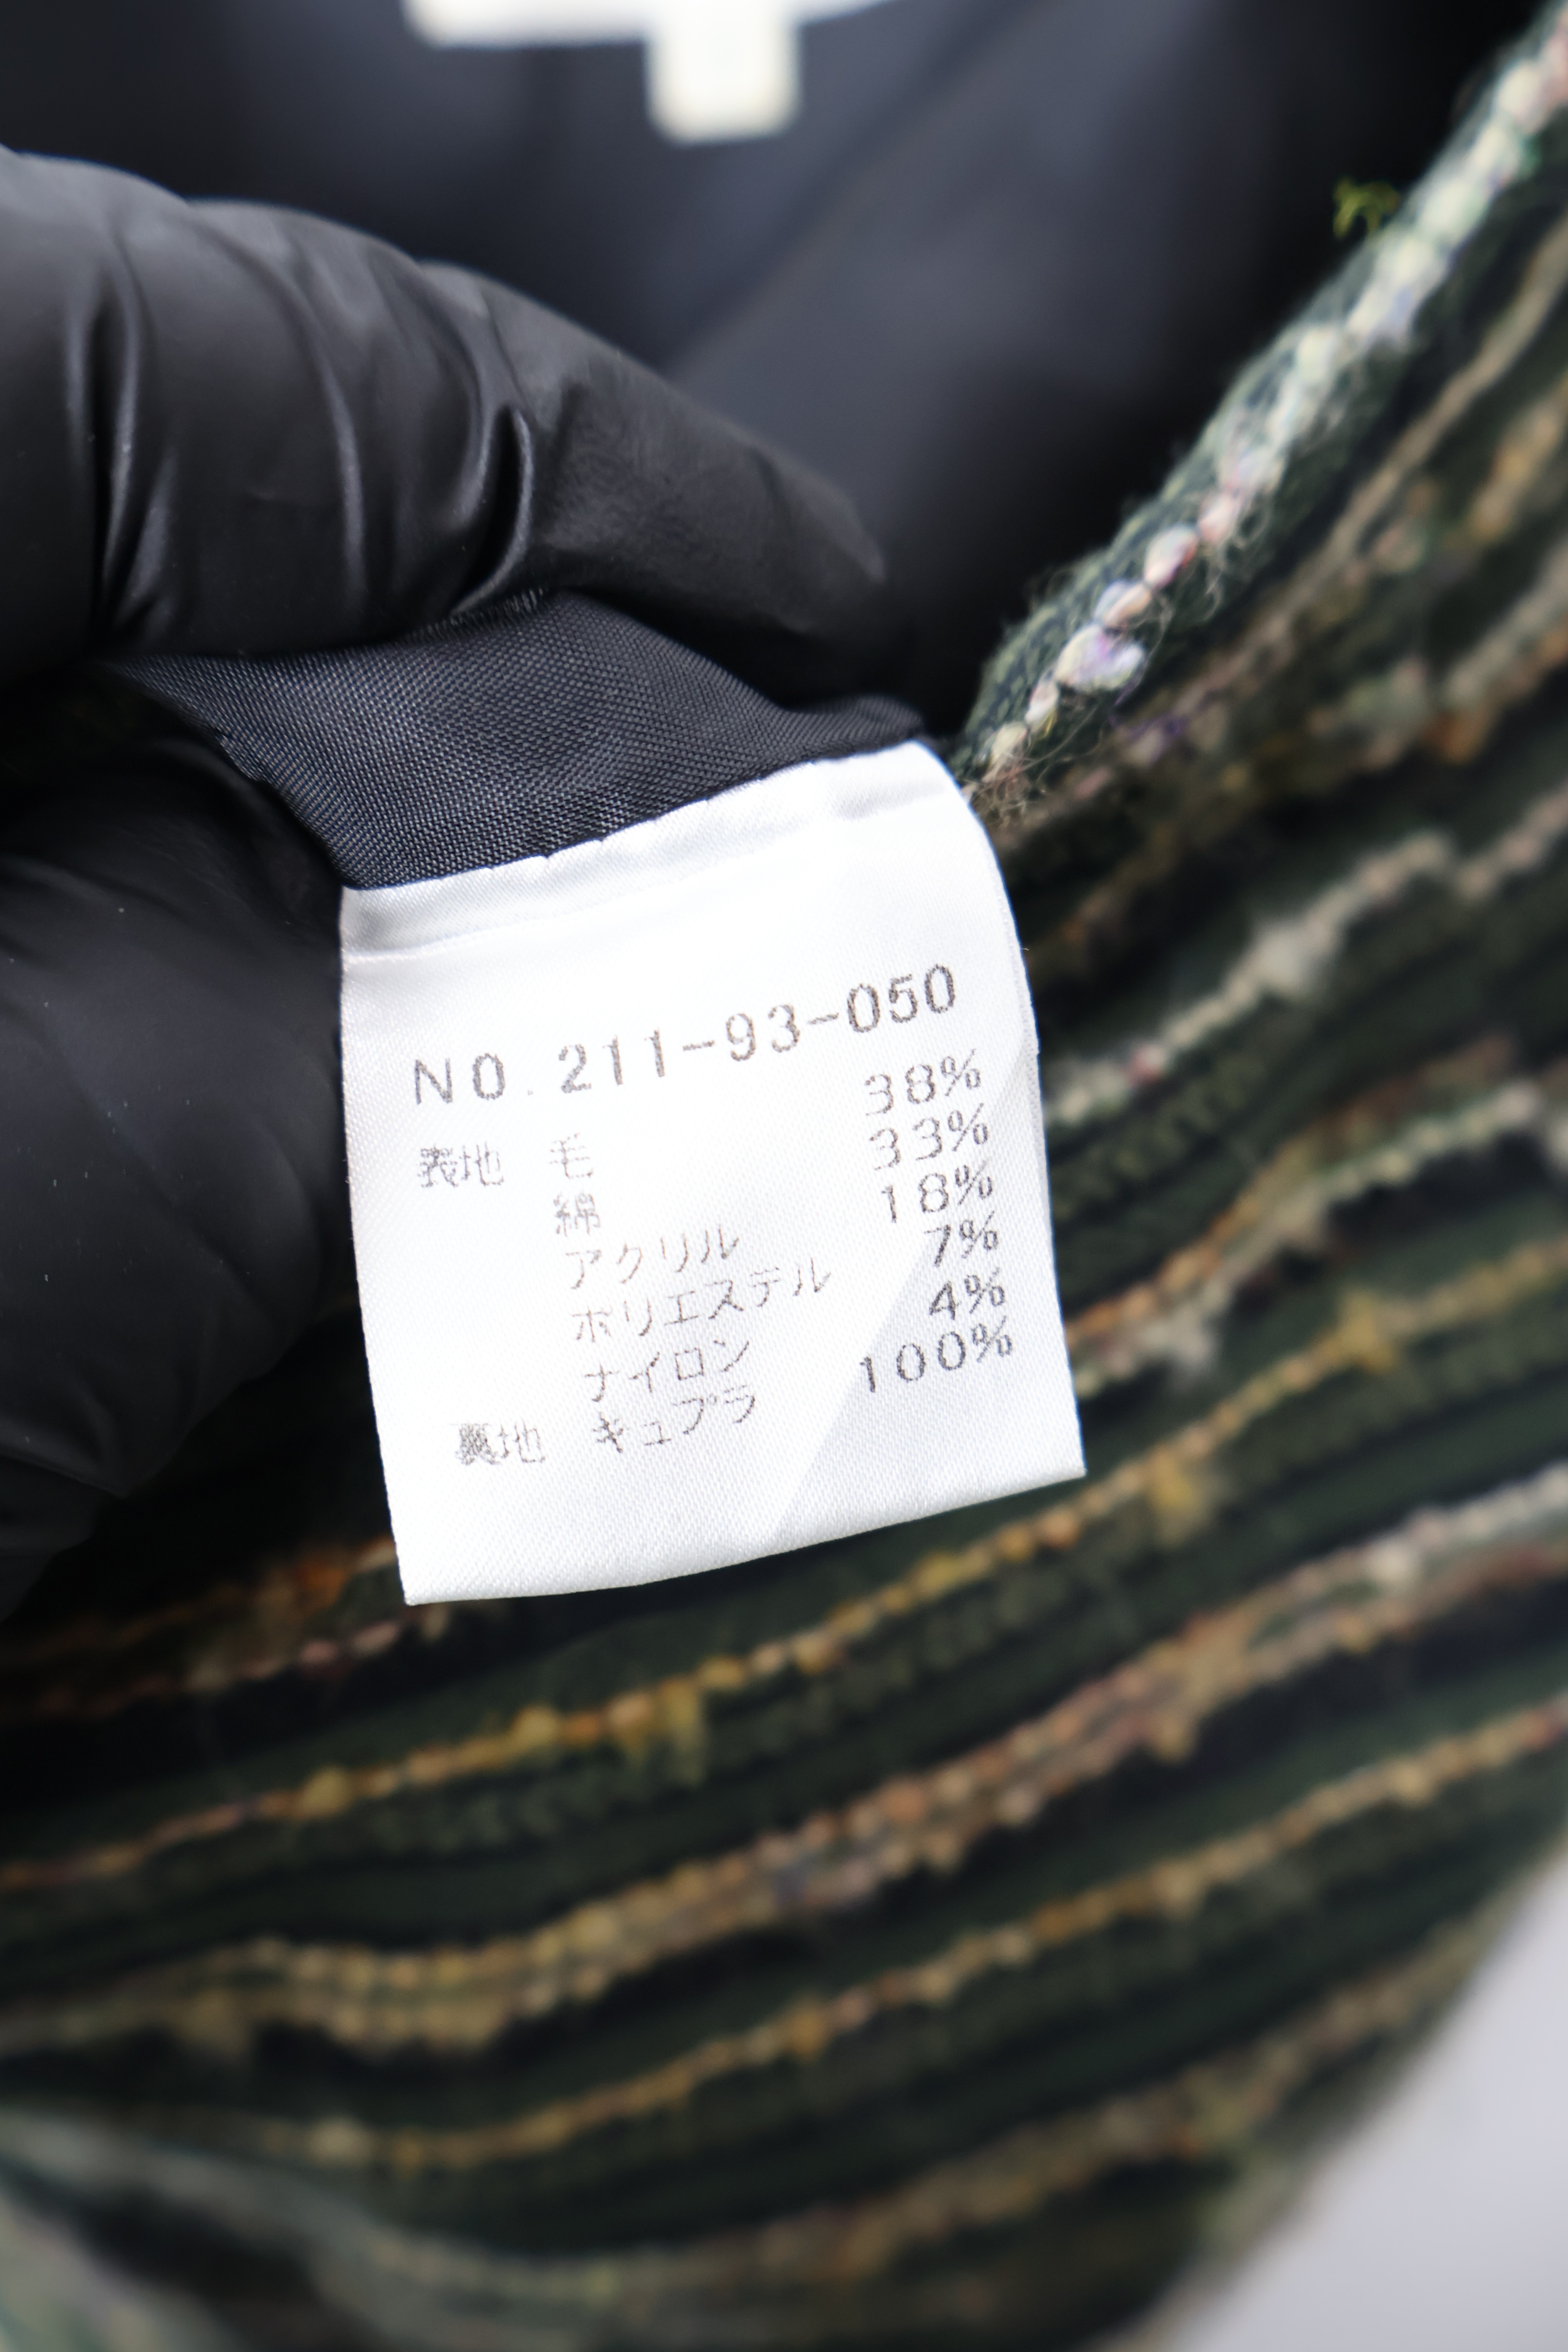 NO. 211-93-050
表地 毛 38%
綿 33%
アクリル 18%
ポリエステル 7%
ナイロン 4%
裏地 キュプラ 100%